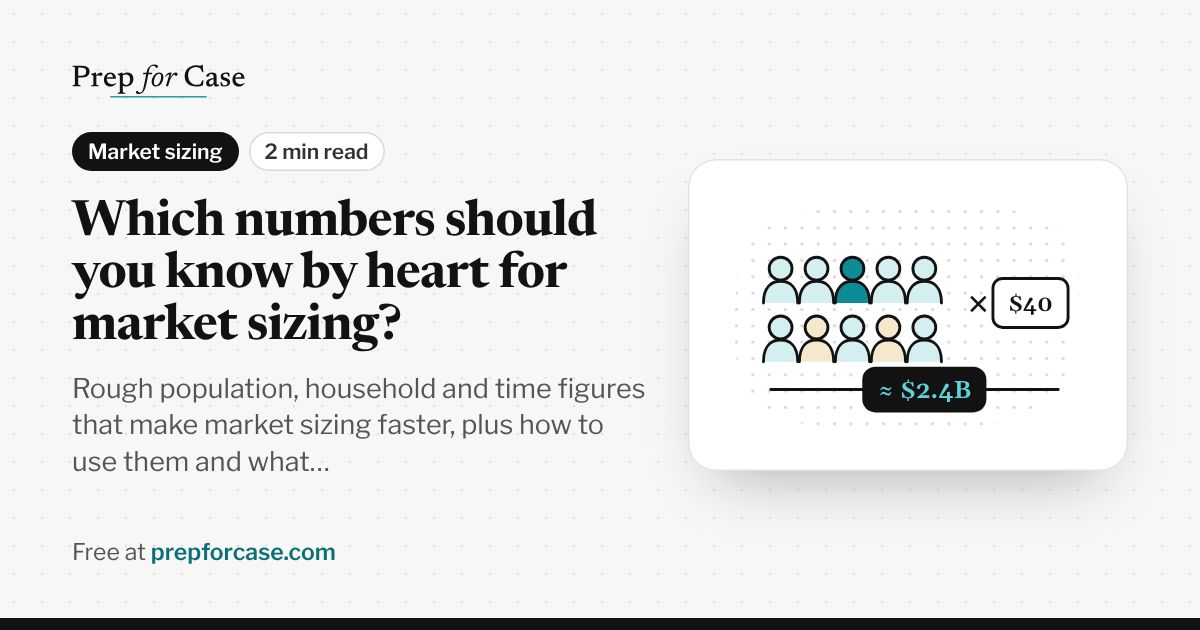 Prep for Case
Market sizing
2 min read
Which numbers should
you know by heart for
market sizing?
Rough population, household and time figures
that make market sizing faster, plus how to
use them and what...
Free at prepforcase.com
× $40
≈ $2.4B